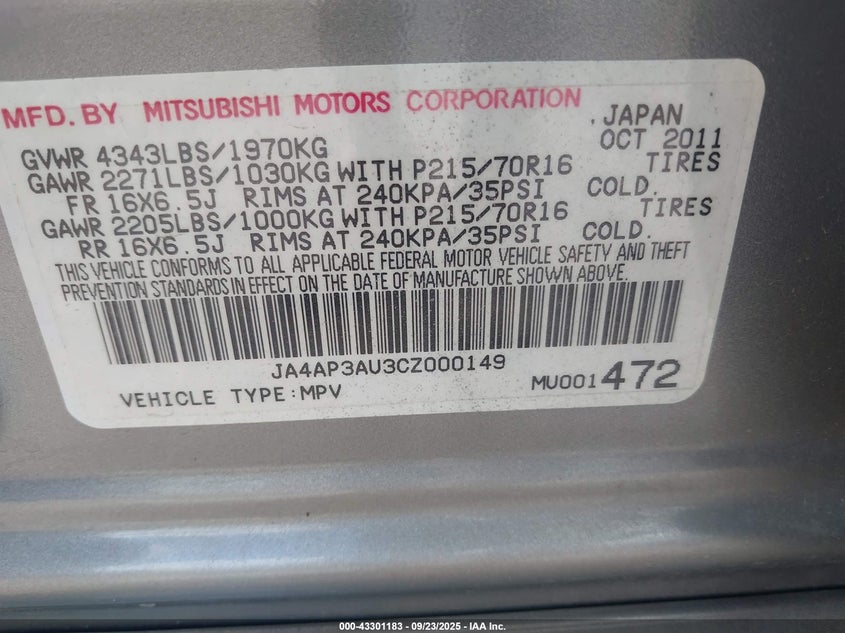 MFD. BY MITSUBISHI MOTORS CORPORATION JAPAN
OCT 2011
GVWR 4343LBS/1970KG
GAWR 2271LBS/1030KG WITH P215/70R16 TIRES
FR 16X6.5J RIMS AT 240KPA/35PSI COLD.
GAWR 2205LBS/1000KG WITH P215/70R16 TIRES
RR 16X6.5J RIMS AT 240KPA/35PSI COLD.
THIS VEHICLE CONFORMS TO ALL APPLICABLE FEDERAL MOTOR VEHICLE SAFETY AND THEFT
PREVENTION STANDARDS IN EFFECT ON THE DATE OF MANUFACTURE SHOWN ABOVE.
JA4AP3AU3CZ000149
VEHICLE TYPE:MPV MU001472
000-43301183 - 09/23/2025 - IAA Inc.